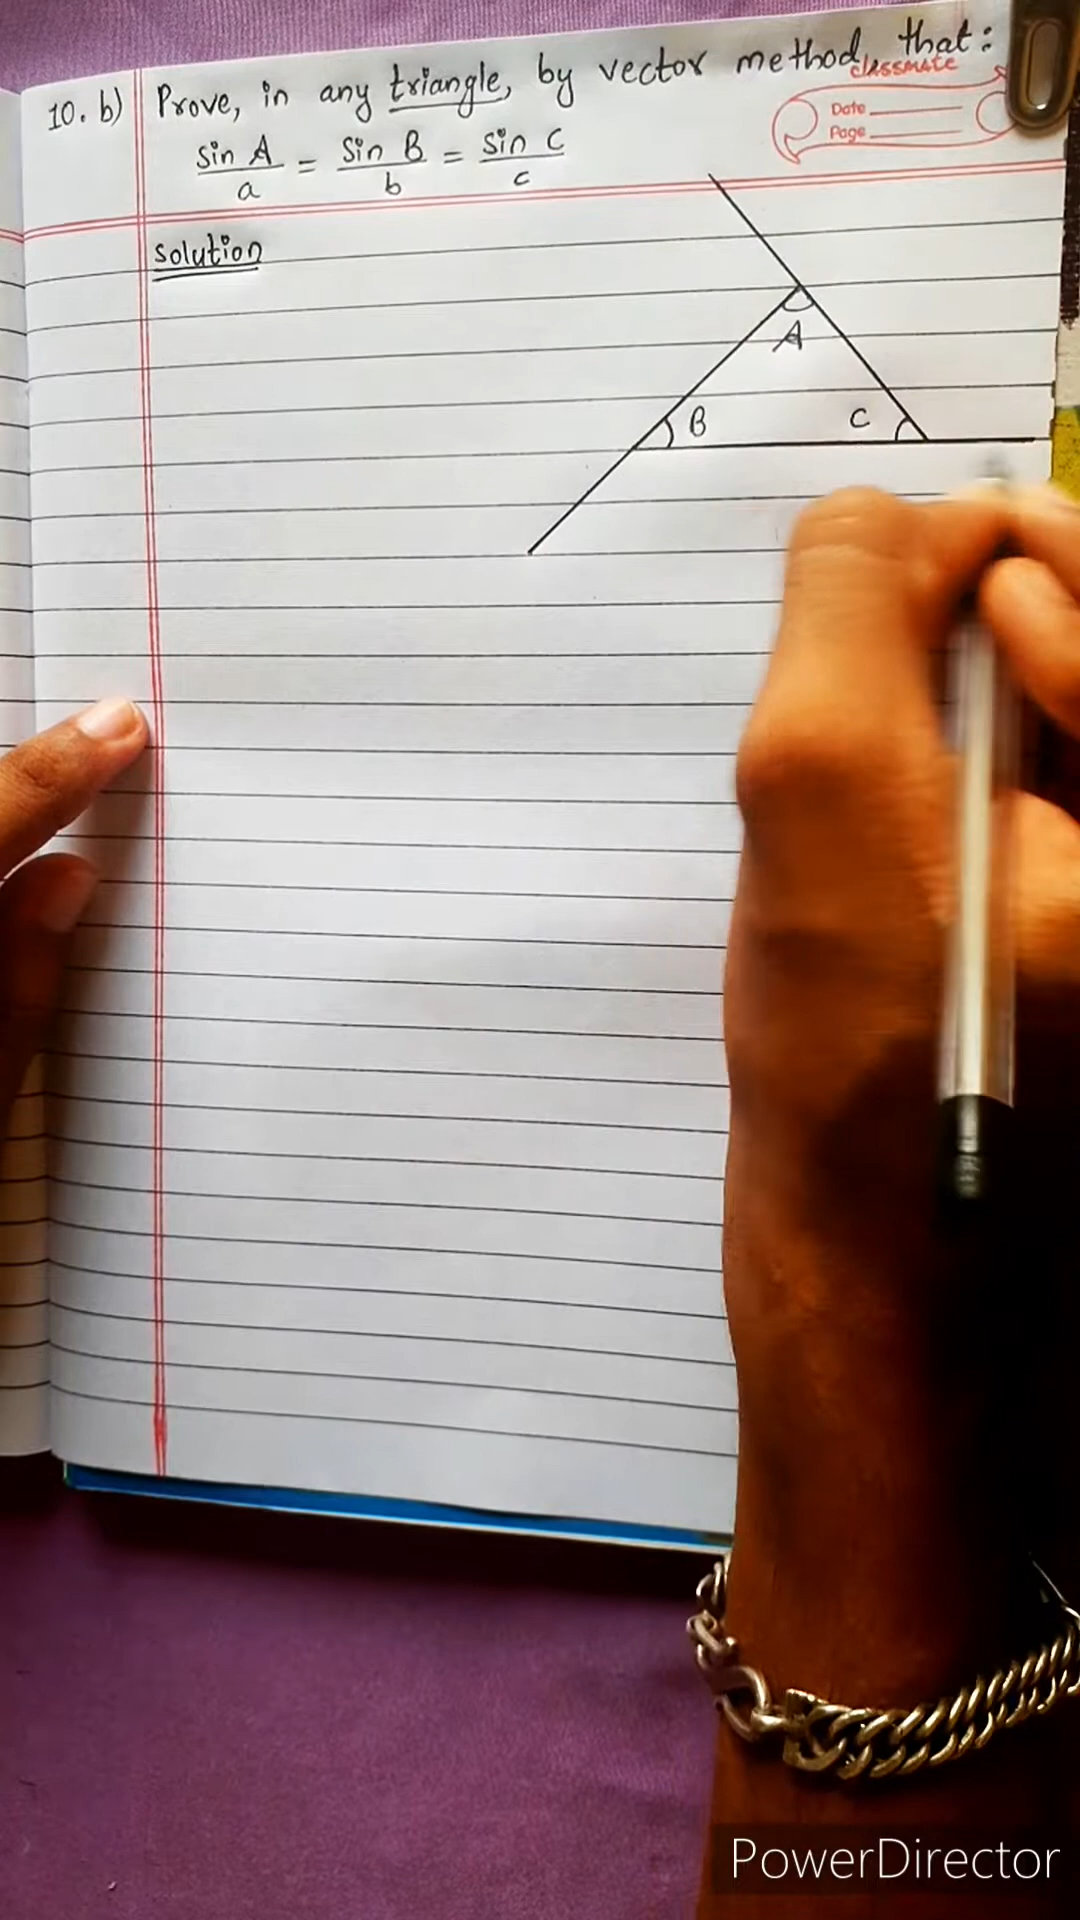 10. b) Prove, in any triangle, by vector method, that:
classmate
Date
Page
sin A / a = Sin B / b = Sin C / c
solution
A
B
C
PowerDirector